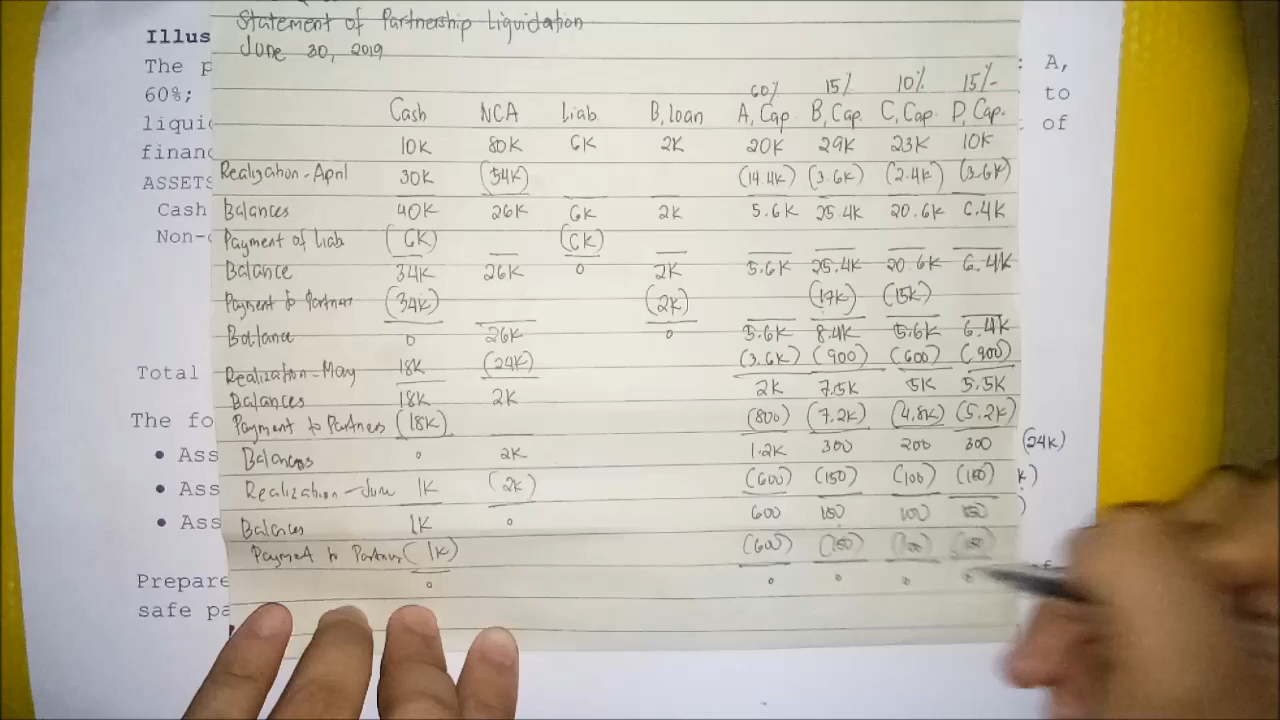 Statement of Partnership Liquidation
Illus June 30, 2019
The p : A,
60%; 60% 15% 10% 15% to
liquid Cash NCA Liab. B, loan A, Cap. B, Cap C, Cap. D, Cap. of
financ 10K 80K 6K 2K 20K 29K 23K 10K
ASSETS Realization-April 30K (54K) (14.4K) (3.6K) (2.4K) (3.6K)
Cash Balances 40K 26K 6K 2K 5.6K 25.4K 20.6K 6.4K
Non-c Payment of Liab (6K) (6K)
Balance 34K 26K 0 2K 5.6K 25.4K 20.6K 6.4K
Payment to Partner (34K) (2K) (17K) (15K)
Balance 0 26K 0 5.6K 8.4K 5.6K 6.4K
Total Realization-May 18K (24K) (3.6K) (900) (600) (900)
Balances 18K 2K 2K 7.5K 5K 5.5K
The fo Payment to Partners (18K) (800) (7.2K) (4.8K) (5.2K)
• Ass Balances 0 2K 1.2K 300 200 300 (24K)
• Ass Realization-June 1K (2K) (600) (150) (100) (150) k)
• Ass Balances 1K 0 600 150 100 150 )
Payment to Partner (1K) (600) (150) (100) (150)
Prepare 0 0 0 0 0 of
safe pa